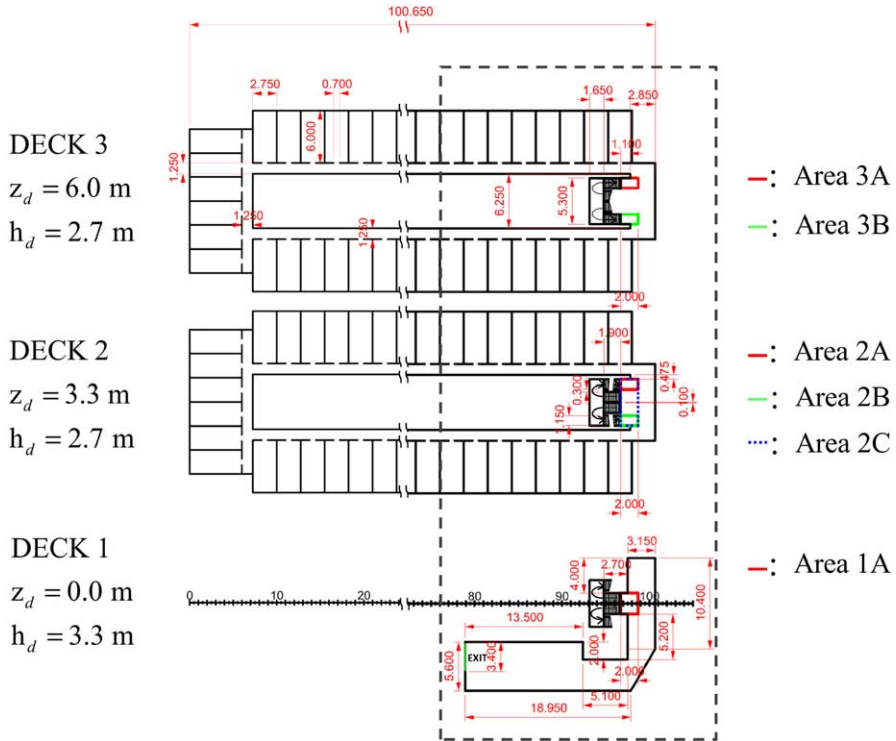 100.650
2.750
0.700
1.650
2.850
DECK 3
z_d = 6.0 m
h_d = 2.7 m
1.250
6.000
1.100
6.250
5.300
1.250
1.250
2.000
: Area 3A
: Area 3B
DECK 2
z_d = 3.3 m
h_d = 2.7 m
1.900
0.475
0.300
0.100
1.150
2.000
: Area 2A
: Area 2B
: Area 2C
DECK 1
z_d = 0.0 m
h_d = 3.3 m
3.150
2.700
4.000
10.400
0 10 20 80 90 100
13.500
5.200
2.000
EXIT
3.400
5.600
2.000
5.100
18.950
: Area 1A